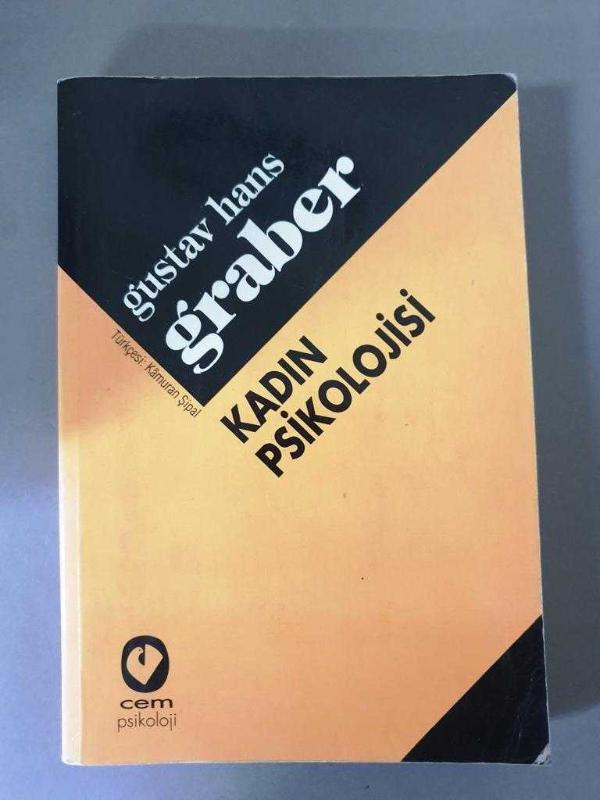 gustav hans
graber
Türkçesi: Kâmuran Şipal
KADIN
PSİKOLOJİSİ
cem
psikoloji